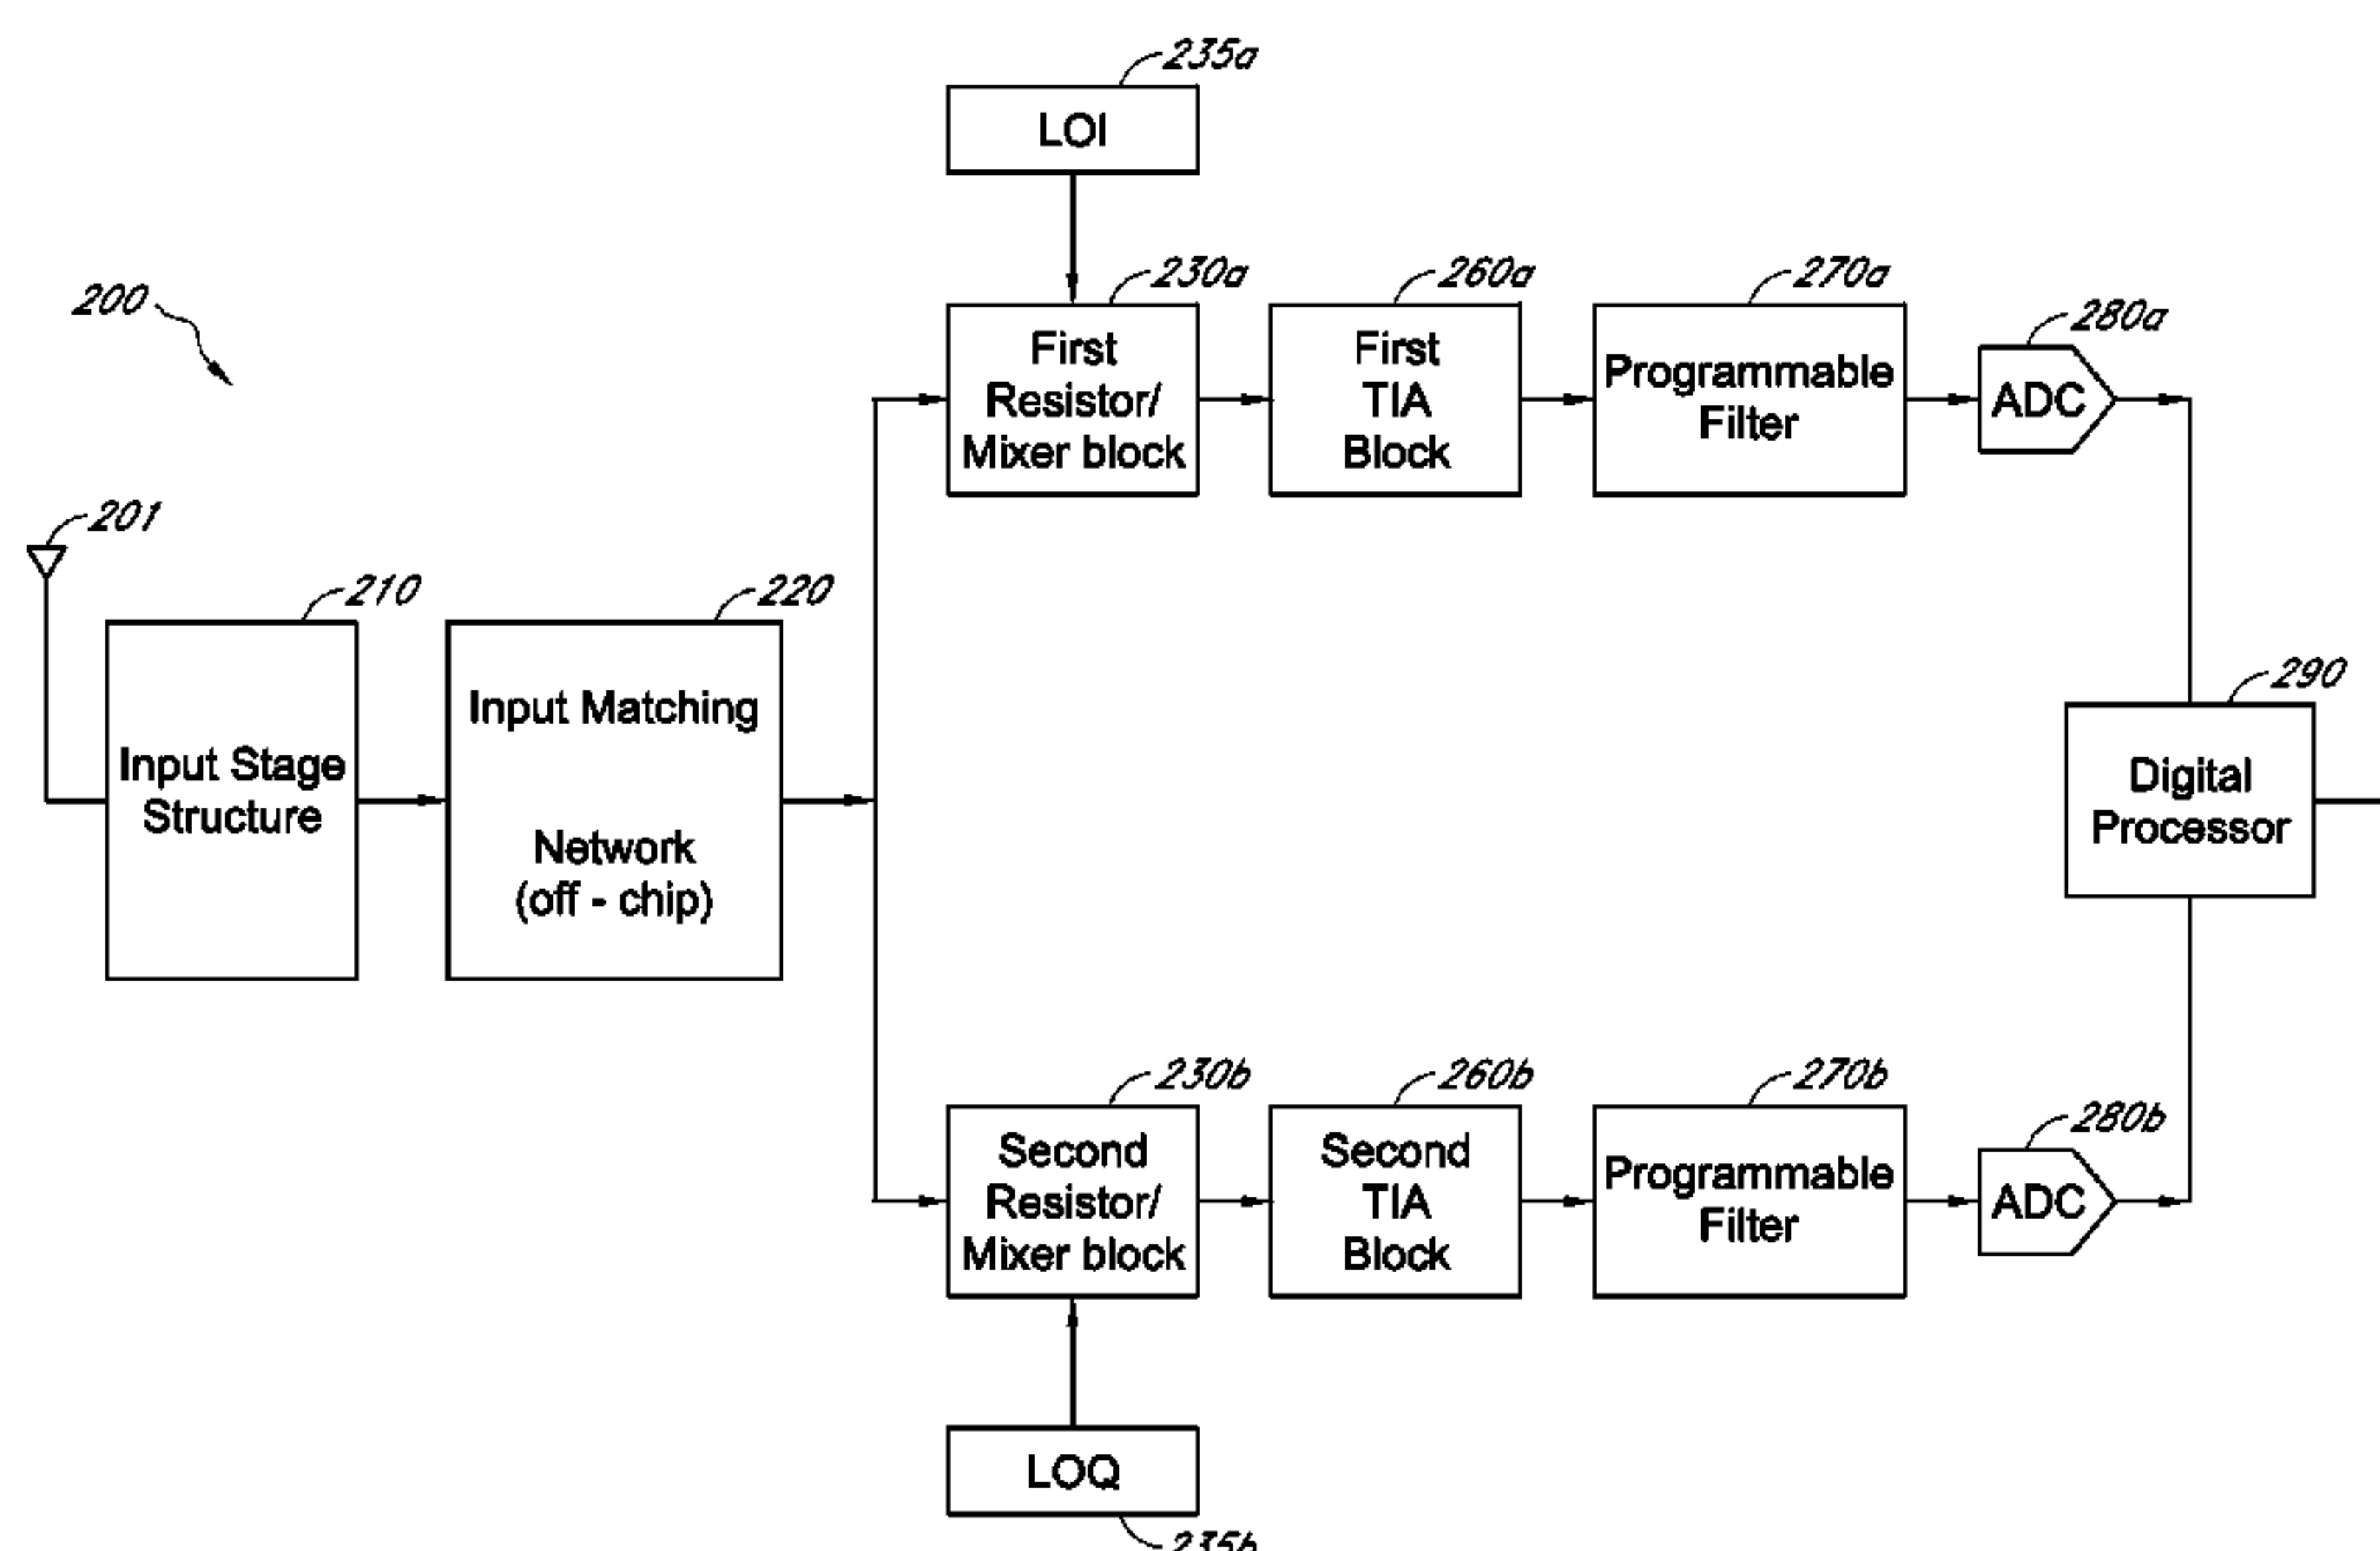 235a
LOI
200
230a
260a
270a
280a
First
Resistor/
Mixer block
First
TIA
Block
Programmable
Filter
ADC
201
210
220
290
Input Stage
Structure
Input Matching
Network
(off - chip)
Digital
Processor
230b
260b
270b
280b
Second
Resistor/
Mixer block
Second
TIA
Block
Programmable
Filter
ADC
LOQ
235b